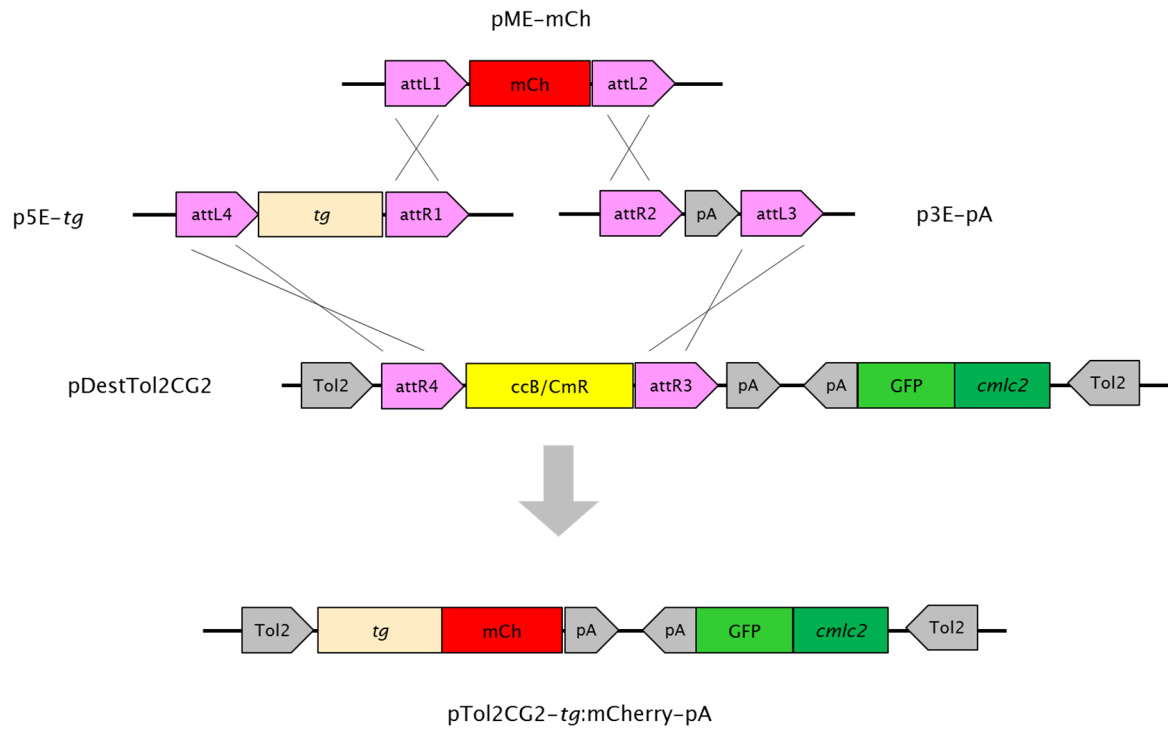 pME-mCh
attL1 mCh attL2
p5E-tg attL4 tg attR1 attR2 pA attL3 p3E-pA
pDestTol2CG2 Tol2 attR4 ccB/CmR attR3 pA pA GFP cmlc2 Tol2
Tol2 tg mCh pA pA GFP cmlc2 Tol2
pTol2CG2-tg:mCherry-pA